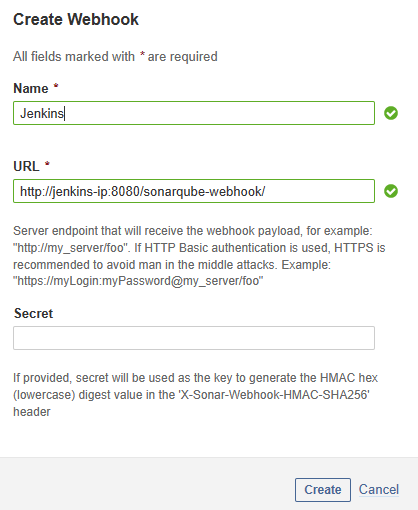 Create Webhook
All fields marked with * are required
Name *
Jenkins
URL *
http://jenkins-ip:8080/sonarqube-webhook/
Server endpoint that will receive the webhook payload, for example:
"http://my_server/foo". If HTTP Basic authentication is used, HTTPS is
recommended to avoid man in the middle attacks. Example:
"https://myLogin:myPassword@my_server/foo"
Secret
If provided, secret will be used as the key to generate the HMAC hex
(lowercase) digest value in the 'X-Sonar-Webhook-HMAC-SHA256'
header
Create Cancel